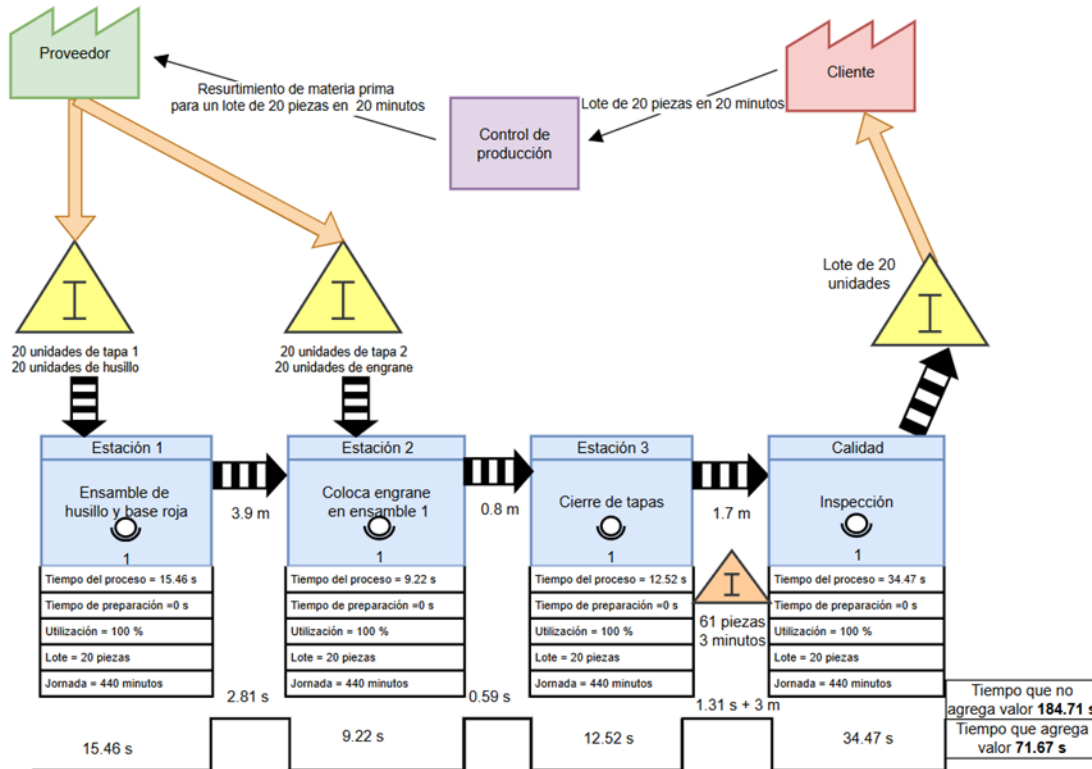 Proveedor
Cliente
Resurtimiento de materia prima
para un lote de 20 piezas en 20 minutos
Lote de 20 piezas en 20 minutos
Control de
producción
Lote de 20
unidades
I
I
I
20 unidades de tapa 1
20 unidades de husillo
20 unidades de tapa 2
20 unidades de engrane
Estación 1
Ensamble de
husillo y base roja
1
Tiempo del proceso = 15.46 s
Tiempo de preparación =0 s
Utilización = 100 %
Lote = 20 piezas
Jornada = 440 minutos
3.9 m
Estación 2
Coloca engrane
en ensamble 1
1
Tiempo del proceso = 9.22 s
Tiempo de preparación =0 s
Utilización = 100 %
Lote = 20 piezas
Jornada = 440 minutos
0.8 m
Estación 3
Cierre de tapas
1
Tiempo del proceso = 12.52 s
Tiempo de preparación =0 s
Utilización = 100 %
Lote = 20 piezas
Jornada = 440 minutos
1.7 m
I
61 piezas
3 minutos
Calidad
Inspección
1
Tiempo del proceso = 34.47 s
Tiempo de preparación =0 s
Utilización = 100 %
Lote = 20 piezas
Jornada = 440 minutos
2.81 s
0.59 s
1.31 s + 3 m
15.46 s
9.22 s
12.52 s
34.47 s
Tiempo que no
agrega valor 184.71 s
Tiempo que agrega
valor 71.67 s